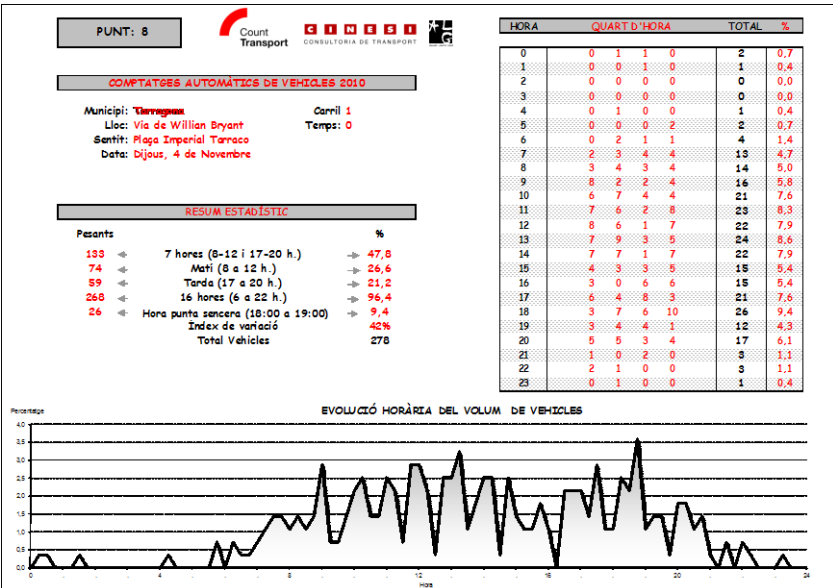 PUNT: 8
Count
Transport
CINESI
CONSULTORIA DE TRANSPORT
COMPTATGES AUTOMÀTICS DE VEHICLES 2010
Municipi: Tarragona Carril 1
Lloc: Via de Willian Bryant Temps: 0
Sentit: Plaça Imperial Tarraco
Data: Dijous, 4 de Novembre
RESUM ESTADÍSTIC
Pesants %
133 7 hores (8-12 i 17-20 h.) 47,8
74 Matí (8 a 12 h.) 26,6
59 Tarda (17 a 20 h.) 21,2
268 16 hores (6 a 22 h.) 96,4
26 Hora punta sencera (18:00 a 19:00) 9,4
Índex de variació 42%
Total Vehicles 278
HORA QUART D'HORA TOTAL %
0 0 1 1 0 2 0,7
1 0 0 1 0 1 0,4
2 0 0 0 0 0 0,0
3 0 0 0 0 0 0,0
4 0 1 0 0 1 0,4
5 0 0 0 2 2 0,7
6 0 2 1 1 4 1,4
7 2 3 4 4 13 4,7
8 3 4 3 4 14 5,0
9 8 2 2 4 16 5,8
10 6 7 4 4 21 7,6
11 7 6 2 8 23 8,3
12 8 6 1 7 22 7,9
13 7 9 3 5 24 8,6
14 7 7 1 7 22 7,9
15 4 3 3 5 15 5,4
16 3 0 6 6 15 5,4
17 6 4 8 3 21 7,6
18 3 7 6 10 26 9,4
19 3 4 4 1 12 4,3
20 5 5 3 4 17 6,1
21 1 0 2 0 3 1,1
22 2 1 0 0 3 1,1
23 0 1 0 0 1 0,4
Percentatge EVOLUCIÓ HORÀRIA DEL VOLUM DE VEHICLES
4,0
3,5
3,0
2,5
2,0
1,5
1,0
0,5
0,0
0 4 8 12 16 20 24
Hora